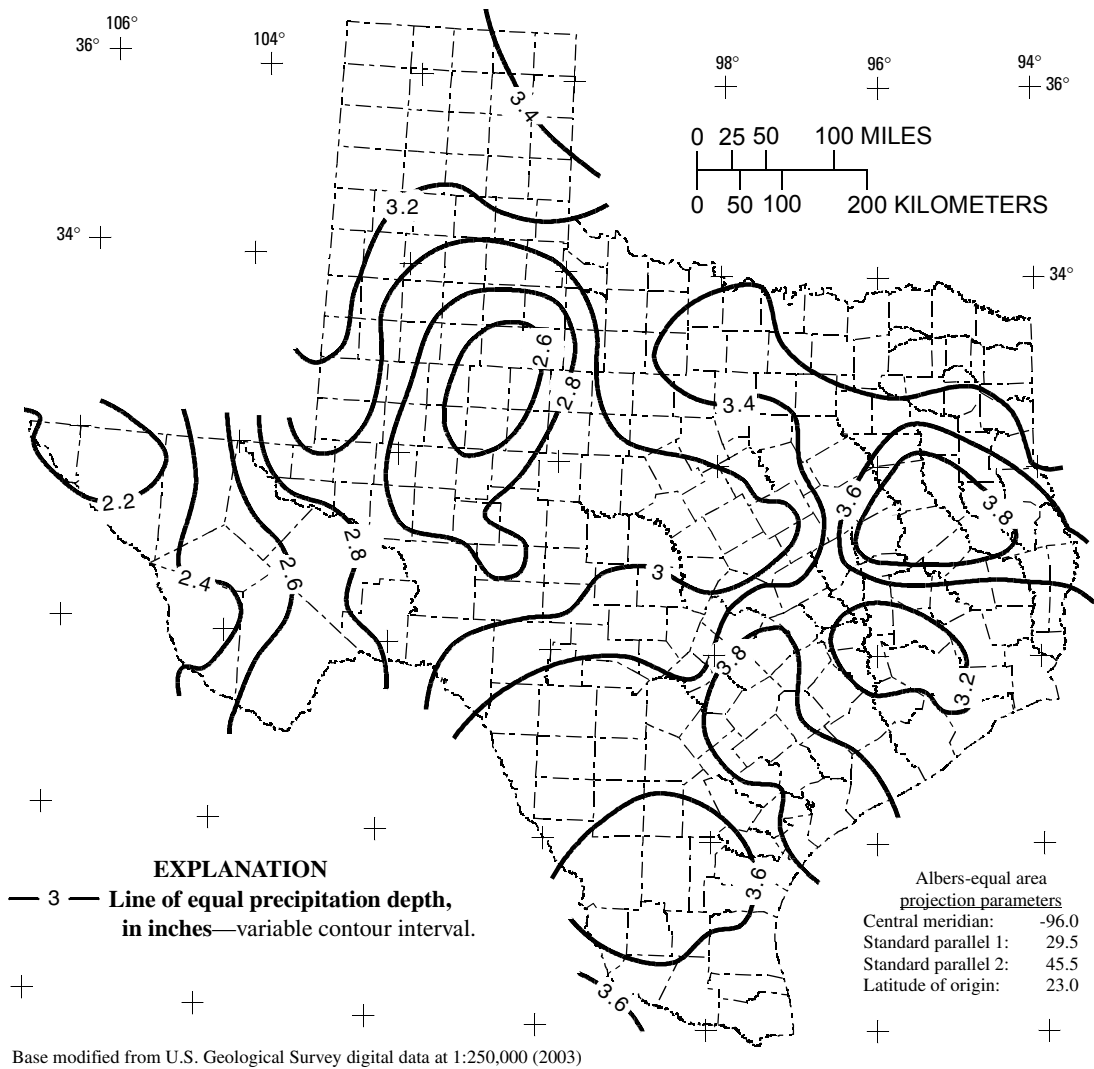 106°
36°
104°
98°
96°
94°
36°
0 25 50 100 MILES
0 50 100 200 KILOMETERS
34°
34°
3.4
3.2
2.6
2.8
3.4
2.2
3.6
3.8
2.8
2.4
2.6
3
3.8
3.2
3.6
3.6
EXPLANATION
3 Line of equal precipitation depth,
in inches—variable contour interval.
Albers-equal area
projection parameters
Central meridian: -96.0
Standard parallel 1: 29.5
Standard parallel 2: 45.5
Latitude of origin: 23.0
Base modified from U.S. Geological Survey digital data at 1:250,000 (2003)